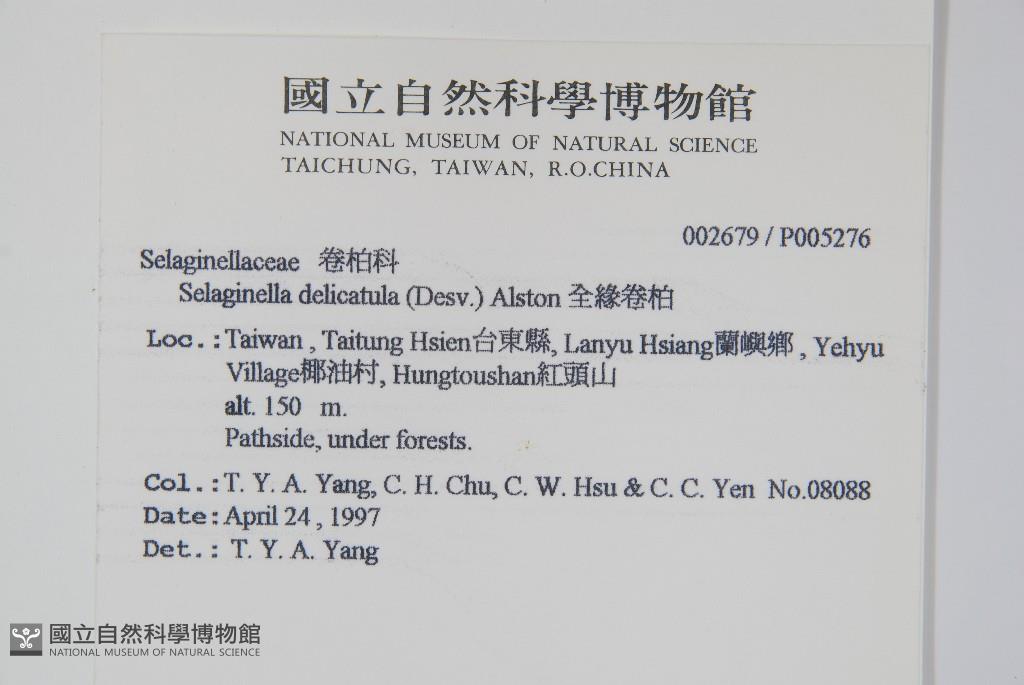 國立自然科學博物館
NATIONAL MUSEUM OF NATURAL SCIENCE
TAICHUNG, TAIWAN, R.O.CHINA
002679 / P005276
Selaginellaceae 卷柏科
Selaginella delicatula (Desv.) Alston 全緣卷柏
Loc.: Taiwan , Taitung Hsien台東縣, Lanyu Hsiang蘭嶼鄉 , Yehyu
Village椰油村, Hungtoushan紅頭山
alt. 150 m.
Pathside, under forests.
Col.: T. Y. A. Yang, C. H. Chu, C. W. Hsu & C. C. Yen No.08088
Date: April 24 , 1997
Det.: T. Y. A. Yang
國立自然科學博物館
NATIONAL MUSEUM OF NATURAL SCIENCE